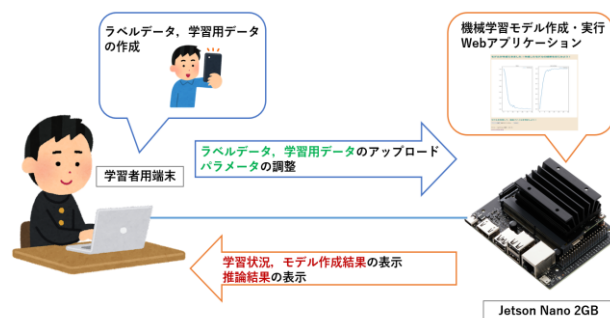 ラベルデータ，学習用データ
の作成
機械学習モデル作成・実行
Webアプリケーション
ラベルデータ，学習用データのアップロード
パラメータの調整
学習者用端末
学習状況，モデル作成結果の表示
推論結果の表示
Jetson Nano 2GB